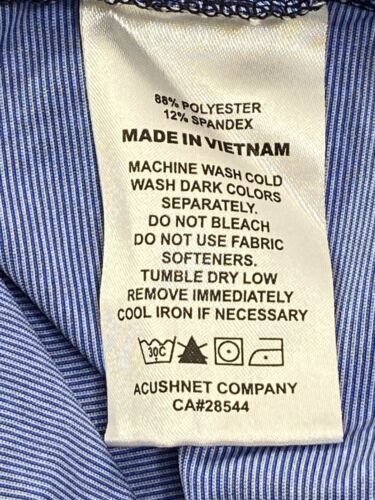 88% POLYESTER
12% SPANDEX
MADE IN VIETNAM
MACHINE WASH COLD
WASH DARK COLORS
SEPARATELY.
DO NOT BLEACH
DO NOT USE FABRIC
SOFTENERS.
TUMBLE DRY LOW
REMOVE IMMEDIATELY
COOL IRON IF NECESSARY
30C
ACUSHNET COMPANY
CA#28544